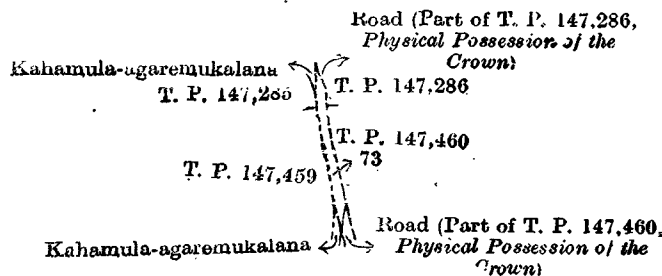 Road (Part of T. P. 147,286,
Physical Possession of the
Crown)
Kahamula-agaremukalana
T. P. 147,285
T. P. 147,286
T. P. 147,460
73
T. P. 147,459
Kahamula-agaremukalana
Road (Part of T. P. 147,460,
Physical Possession of the
Crown)